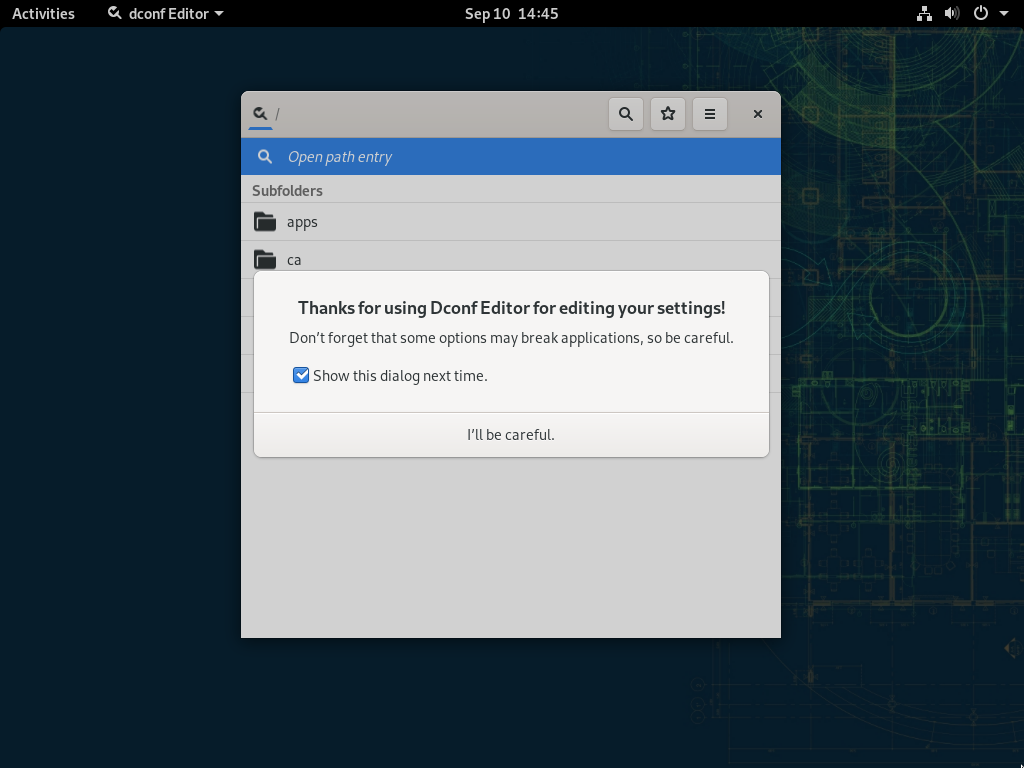 Activities
dconf Editor
Sep 10 14:45
/
Open path entry
Subfolders
apps
ca
Thanks for using Dconf Editor for editing your settings!
Don’t forget that some options may break applications, so be careful.
Show this dialog next time.
I’ll be careful.